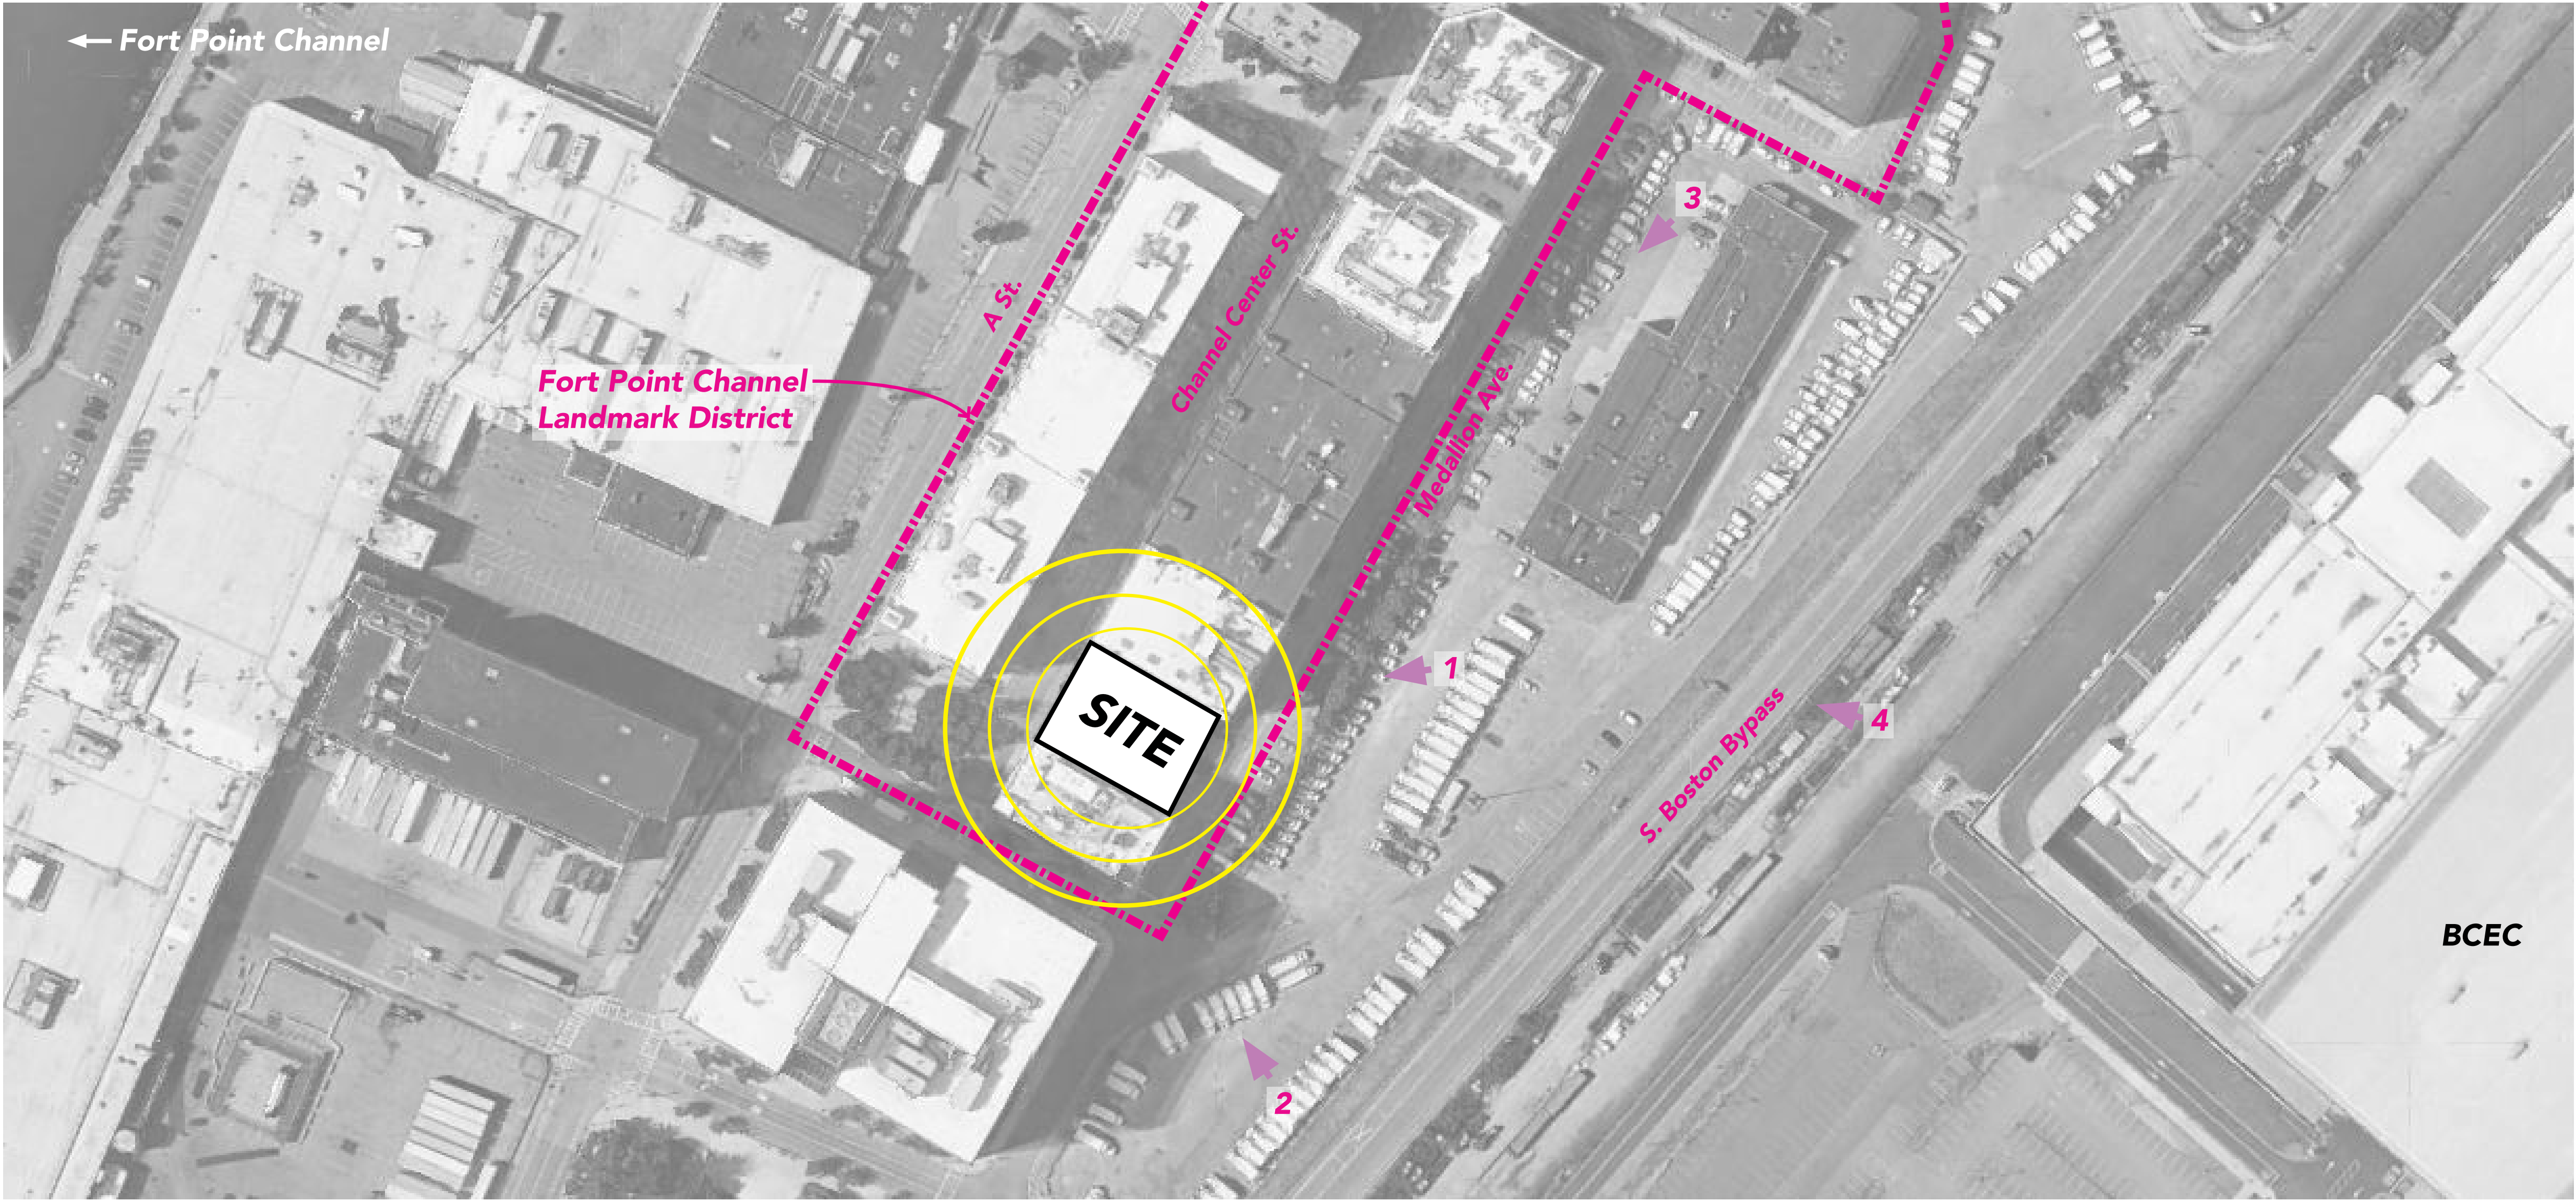 Fort Point Channel
3
A St.
Channel Center St.
Fort Point Channel
Landmark District
Medallion Ave.
1
SITE
4
S. Boston Bypass
BCEC
2